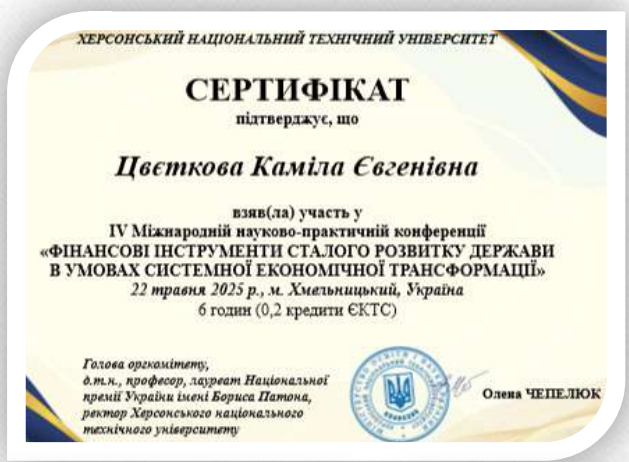 ХЕРСОНСЬКИЙ НАЦІОНАЛЬНИЙ ТЕХНІЧНИЙ УНІВЕРСИТЕТ
СЕРТИФІКАТ
підтверджує, що
Цвєткова Каміла Євгенівна
взяв(ла) участь у
IV Міжнародній науково-практичній конференції
«ФІНАНСОВІ ІНСТРУМЕНТИ СТАЛОГО РОЗВИТКУ ДЕРЖАВИ
В УМОВАХ СИСТЕМНОЇ ЕКОНОМІЧНОЇ ТРАНСФОРМАЦІЇ»
22 травня 2025 р., м. Хмельницький, Україна
6 годин (0,2 кредити ЄКТС)
Голова оргкомітету,
д.т.н., професор, лауреат Національної
премії України імені Бориса Патона,
ректор Херсонського національного
технічного університету
Олена ЧЕПЕЛЮК